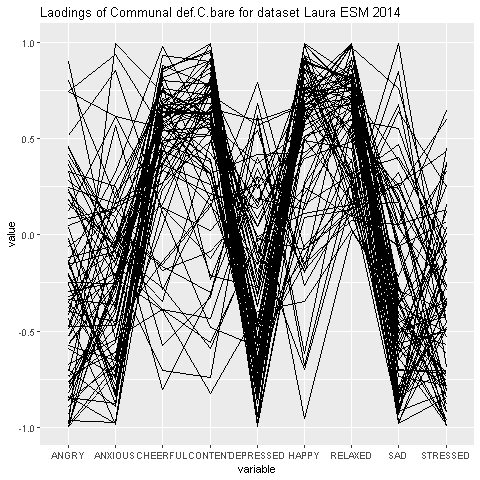 Laodings of Communal def.C.bare for dataset Laura ESM 2014
1.0
0.5
0.0
-0.5
-1.0
value
ANGRY ANXIOUS CHEERFUL CONTENT DEPRESSED HAPPY RELAXED SAD STRESSED
variable